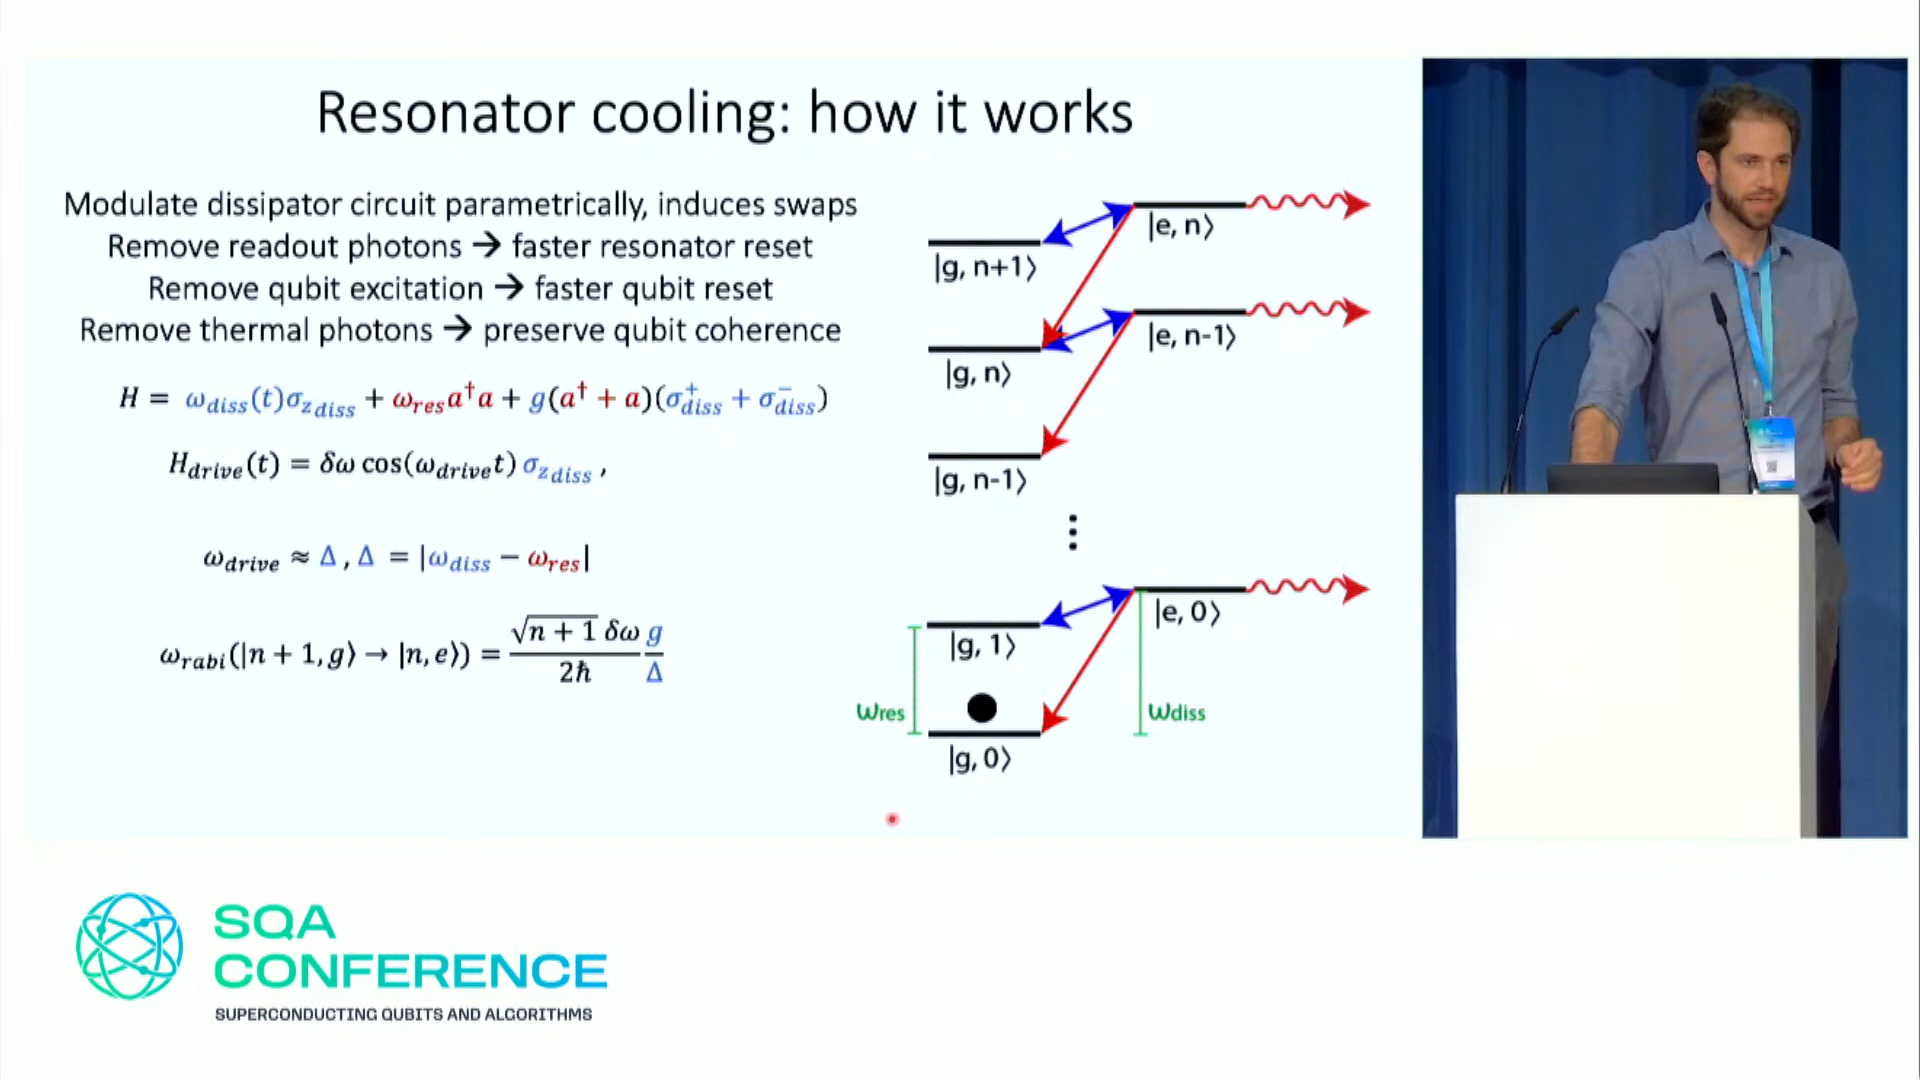 Resonator cooling: how it works
Modulate dissipator circuit parametrically, induces swaps
Remove readout photons → faster resonator reset
Remove qubit excitation → faster qubit reset
Remove thermal photons → preserve qubit coherence
H = ω_diss(t)σ_z diss + ω_res a†a + g(a† + a)(σ⁺_diss + σ⁻_diss)
H_drive(t) = δω cos(ω_drive t) σ_z diss ,
ω_drive ≈ Δ , Δ = |ω_diss − ω_res|
ω_rabi(|n + 1, g⟩ → |n, e⟩) = √(n + 1) δω / 2ħ g / Δ
|e, n⟩
|g, n+1⟩
|e, n-1⟩
|g, n⟩
|g, n-1⟩
⋮
|e, 0⟩
|g, 1⟩
ωres
ωdiss
|g, 0⟩
SQA
CONFERENCE
SUPERCONDUCTING QUBITS AND ALGORITHMS